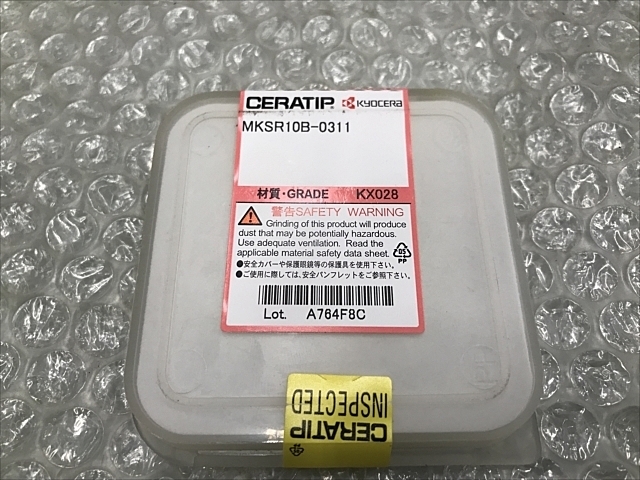 CERATIP KYOCERA
MKSR10B-0311
材質・GRADE KX028
警告SAFETY WARNING
Grinding of this product will produce
dust that may be potentially hazardous.
Use adequate ventilation. Read the
applicable material safety data sheet.
PP
●安全カバーや保護眼鏡等の保護具を使用下さい。
●ご使用に際しては、安全パンフレットをご参照下さい。
Lot. A764F8C
CERATIP
INSPECTED